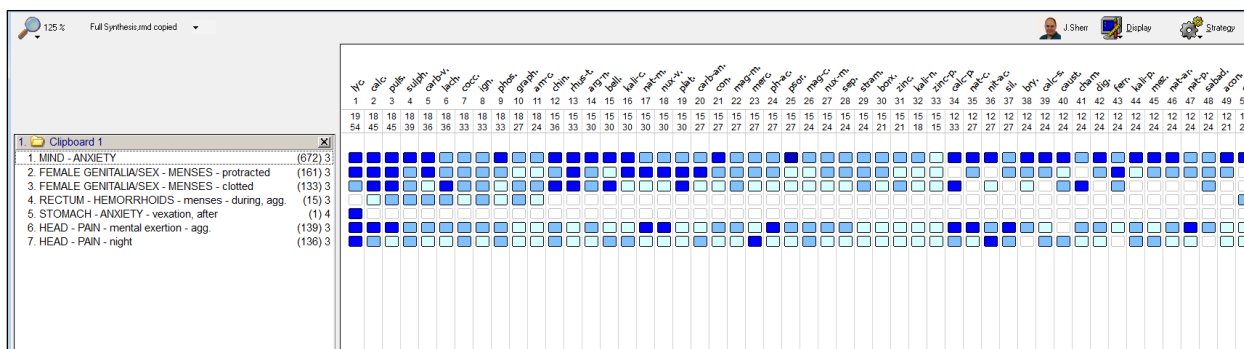 125 %
Full Synthesis,rmd copied
J.Sherr
Display
Strategy
lyc. calc. puls. sulph. carb-v. lach. cocc. ign. phos. graph. am-c. chin. rhus-t. arg-n. bell. kali-c. nat-m. nux-v. plat. carb-an. con. mag-m. merc. ph-ac. psor. mag-c. nux-m. sep. stram. borx. zinc. kali-n. zinc-p. calc-p. nat-c. nit-ac. sil. bry. calc-s. caust. cham. dig. ferr. kali-p. mez. nat-ar. nat-p. sabad. acon.
1 2 3 4 5 6 7 8 9 10 11 12 13 14 15 16 17 18 19 20 21 22 23 24 25 26 27 28 29 30 31 32 33 34 35 36 37 38 39 40 41 42 43 44 45 46 47 48 49
19 18 18 18 18 18 18 18 18 18 18 15 15 15 15 15 15 15 15 15 15 15 15 15 15 15 15 15 15 15 15 15 15 12 12 12 12 12 12 12 12 12 12 12 12 12 12 12 12
54 45 45 39 36 36 33 33 33 27 24 36 33 30 30 30 30 30 30 27 27 27 27 27 27 24 24 24 24 21 21 18 15 33 27 27 27 24 24 24 24 24 24 24 24 24 24 24 21
1. Clipboard 1
1. MIND - ANXIETY (672) 3
2. FEMALE GENITALIA/SEX - MENSES - protracted (161) 3
3. FEMALE GENITALIA/SEX - MENSES - clotted (133) 3
4. RECTUM - HEMORRHOIDS - menses - during, agg. (15) 3
5. STOMACH - ANXIETY - vexation, after (1) 4
6. HEAD - PAIN - mental exertion - agg. (139) 3
7. HEAD - PAIN - night (136) 3